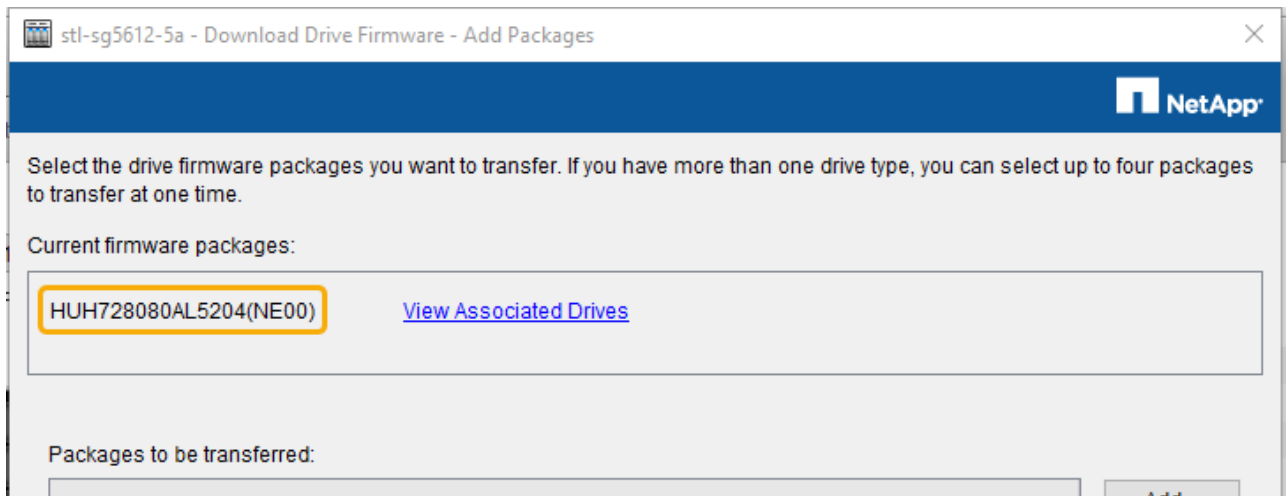 stl-sg5612-5a - Download Drive Firmware - Add Packages
NetApp
Select the drive firmware packages you want to transfer. If you have more than one drive type, you can select up to four packages
to transfer at one time.
Current firmware packages:
HUH728080AL5204(NE00) View Associated Drives
Packages to be transferred: